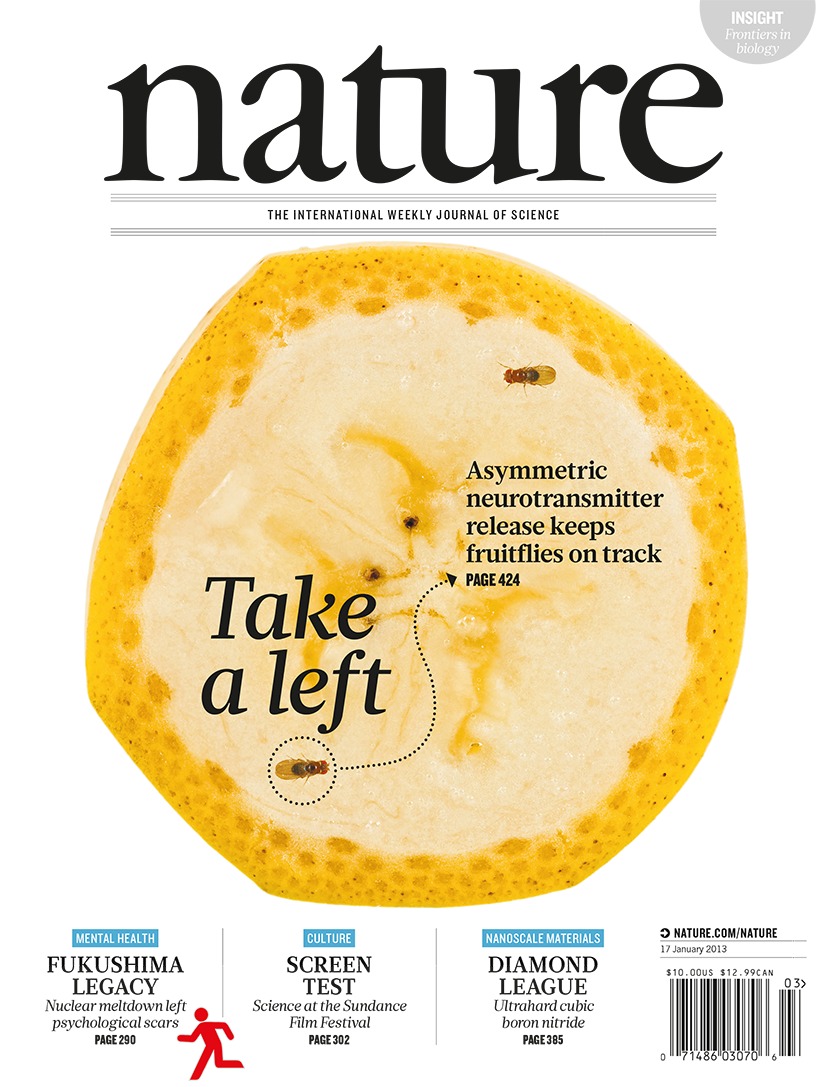 INSIGHT
Frontiers in
biology
nature
THE INTERNATIONAL WEEKLY JOURNAL OF SCIENCE
Asymmetric
neurotransmitter
release keeps
fruitflies on track
PAGE 424
Take
a left
MENTAL HEALTH
FUKUSHIMA
LEGACY
Nuclear meltdown left
psychological scars
PAGE 290
CULTURE
SCREEN
TEST
Science at the Sundance
Film Festival
PAGE 302
NANOSCALE MATERIALS
DIAMOND
LEAGUE
Ultrahard cubic
boron nitride
PAGE 385
NATURE.COM/NATURE
17 January 2013
$10.00US $12.99CAN
03>
0 71486 03070 6